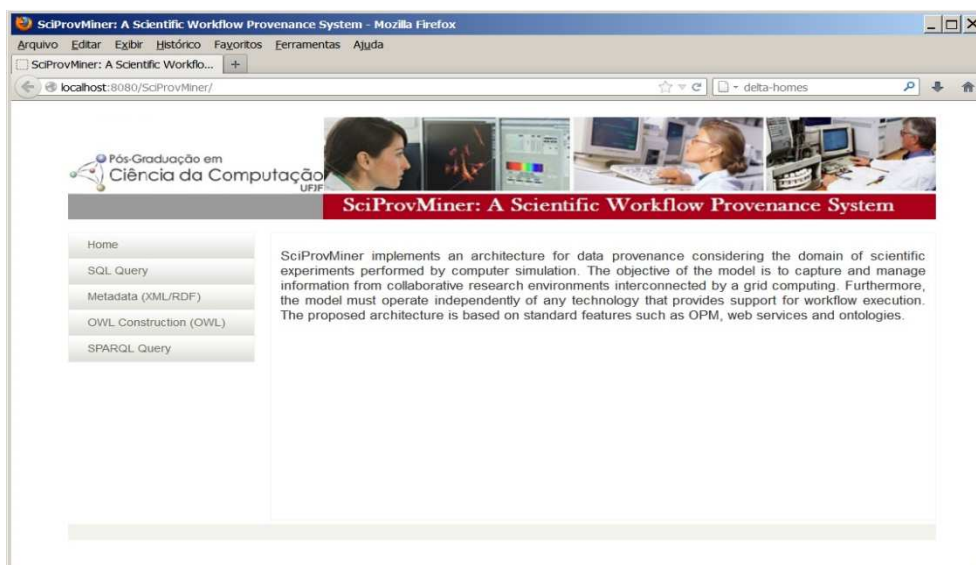 SciProvMiner: A Scientific Workflow Provenance System - Mozilla Firefox
Arquivo Editar Exibir Histórico Favoritos Ferramentas Ajuda
SciProvMiner: A Scientific Workflo... +
localhost:8080/SciProvMiner/ delta-homes
Pós-Graduação em
Ciência da Computação
UFJF
SciProvMiner: A Scientific Workflow Provenance System
Home
SQL Query
Metadata (XML/RDF)
OWL Construction (OWL)
SPARQL Query
SciProvMiner implements an architecture for data provenance considering the domain of scientific
experiments performed by computer simulation. The objective of the model is to capture and manage
information from collaborative research environments interconnected by a grid computing. Furthermore,
the model must operate independently of any technology that provides support for workflow execution.
The proposed architecture is based on standard features such as OPM, web services and ontologies.